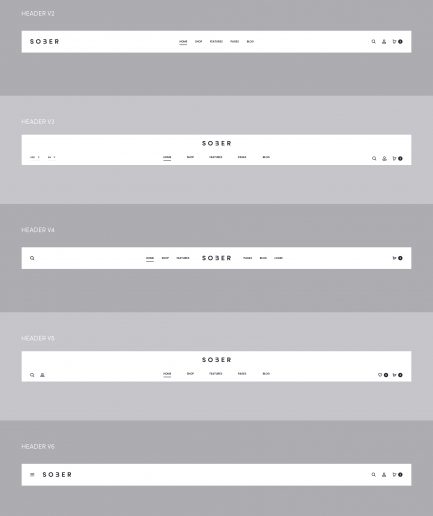 HEADER V2
SOBER HOME SHOP FEATURES PAGES BLOG
HEADER V3
SOBER
HOME SHOP FEATURES PAGES BLOG
HEADER V4
HOME SHOP FEATURES SOBER PAGES BLOG
HEADER V5
SOBER
HOME SHOP FEATURES PAGES BLOG
HEADER V6
SOBER